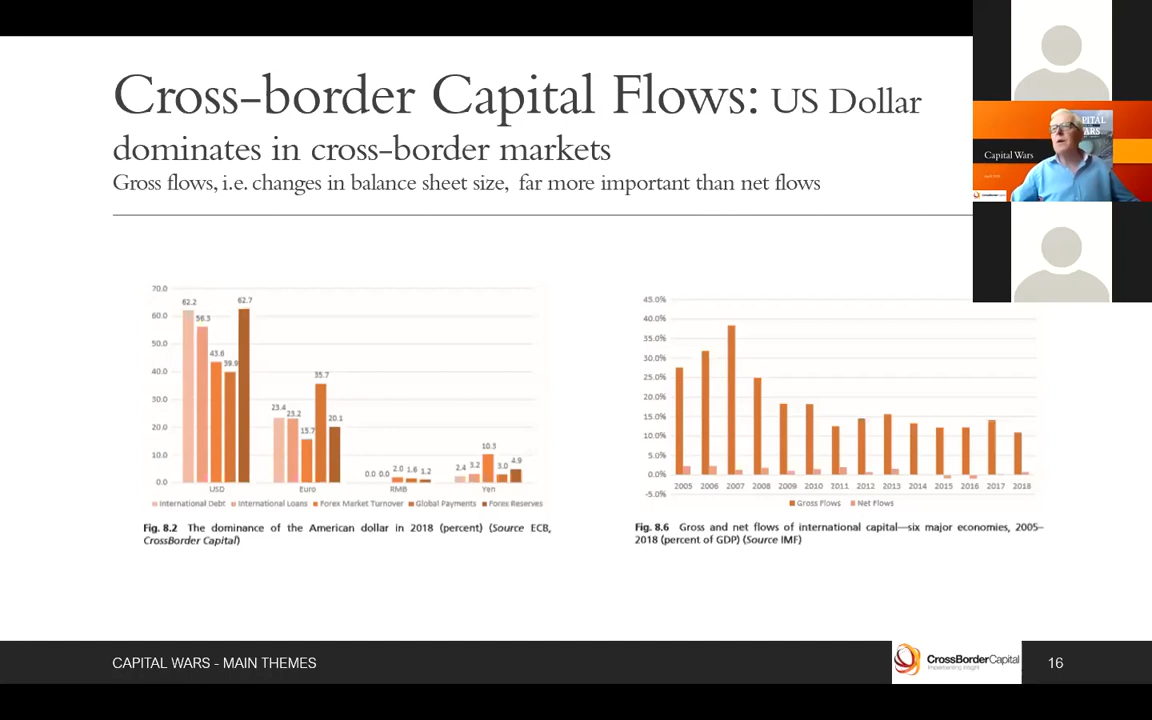 Cross-border Capital Flows: US Dollar
dominates in cross-border markets
Gross flows, i.e. changes in balance sheet size, far more important than net flows
Capital Wars
CrossBorderCapital
70.0
60.0
50.0
40.0
30.0
20.0
10.0
0.0
62.2
56.3
43.6
39.9
62.7
23.4
23.2
15.7
35.7
20.1
0.0 0.0 2.0 1.6 1.2
2.4 3.2 10.3 3.0 4.9
USD Euro RMB Yen
International Debt International Loans Forex Market Turnover Global Payments Forex Reserves
Fig. 8.2 The dominance of the American dollar in 2018 (percent) (Source ECB,
CrossBorder Capital)
45.0%
40.0%
35.0%
30.0%
25.0%
20.0%
15.0%
10.0%
5.0%
0.0%
-5.0%
2005 2006 2007 2008 2009 2010 2011 2012 2013 2014 2015 2016 2017 2018
Gross Flows Net Flows
Fig. 8.6 Gross and net flows of international capital—six major economies, 2005–
2018 (percent of GDP) (Source IMF)
CAPITAL WARS - MAIN THEMES
CrossBorderCapital
Implementing Insight
16